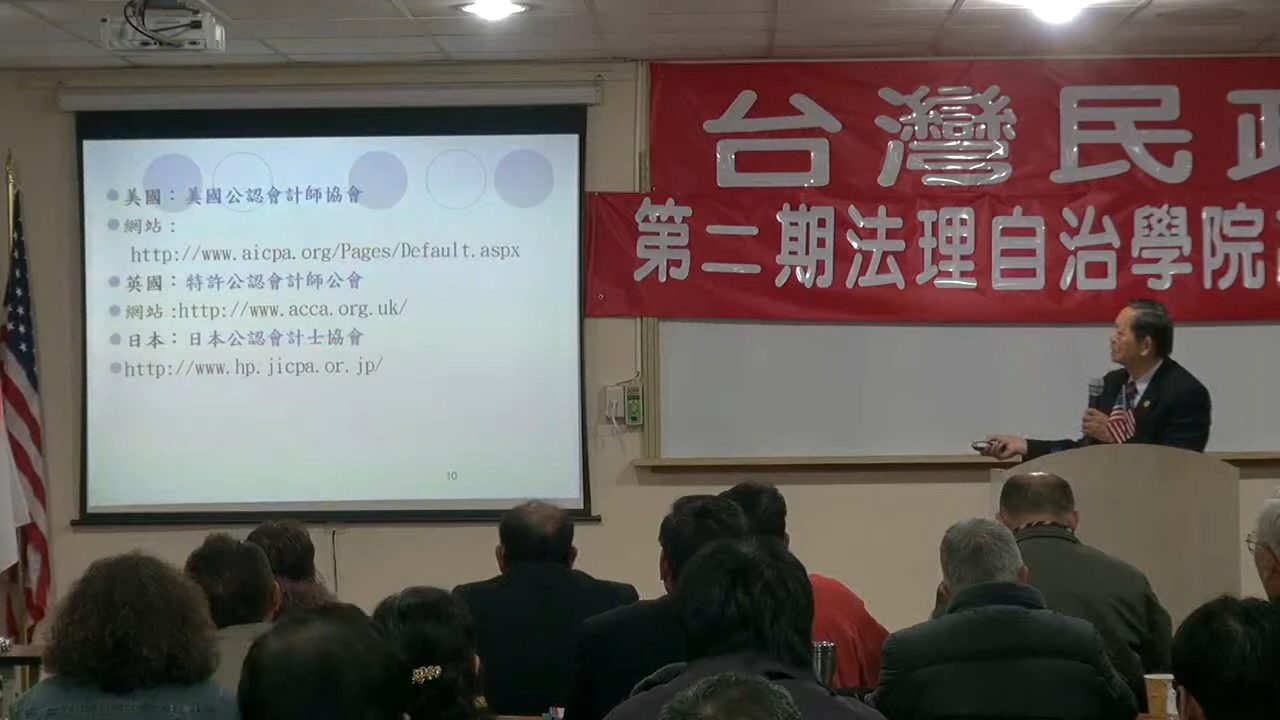 美國：美國公認會計師協會
網站：
http://www.aicpa.org/Pages/Default.aspx
英國：特許公認會計師公會
網站:http://www.acca.org.uk/
日本：日本公認會計士協會
http://www.hp.jicpa.or.jp/
10
台灣民政
第二期法理自治學院